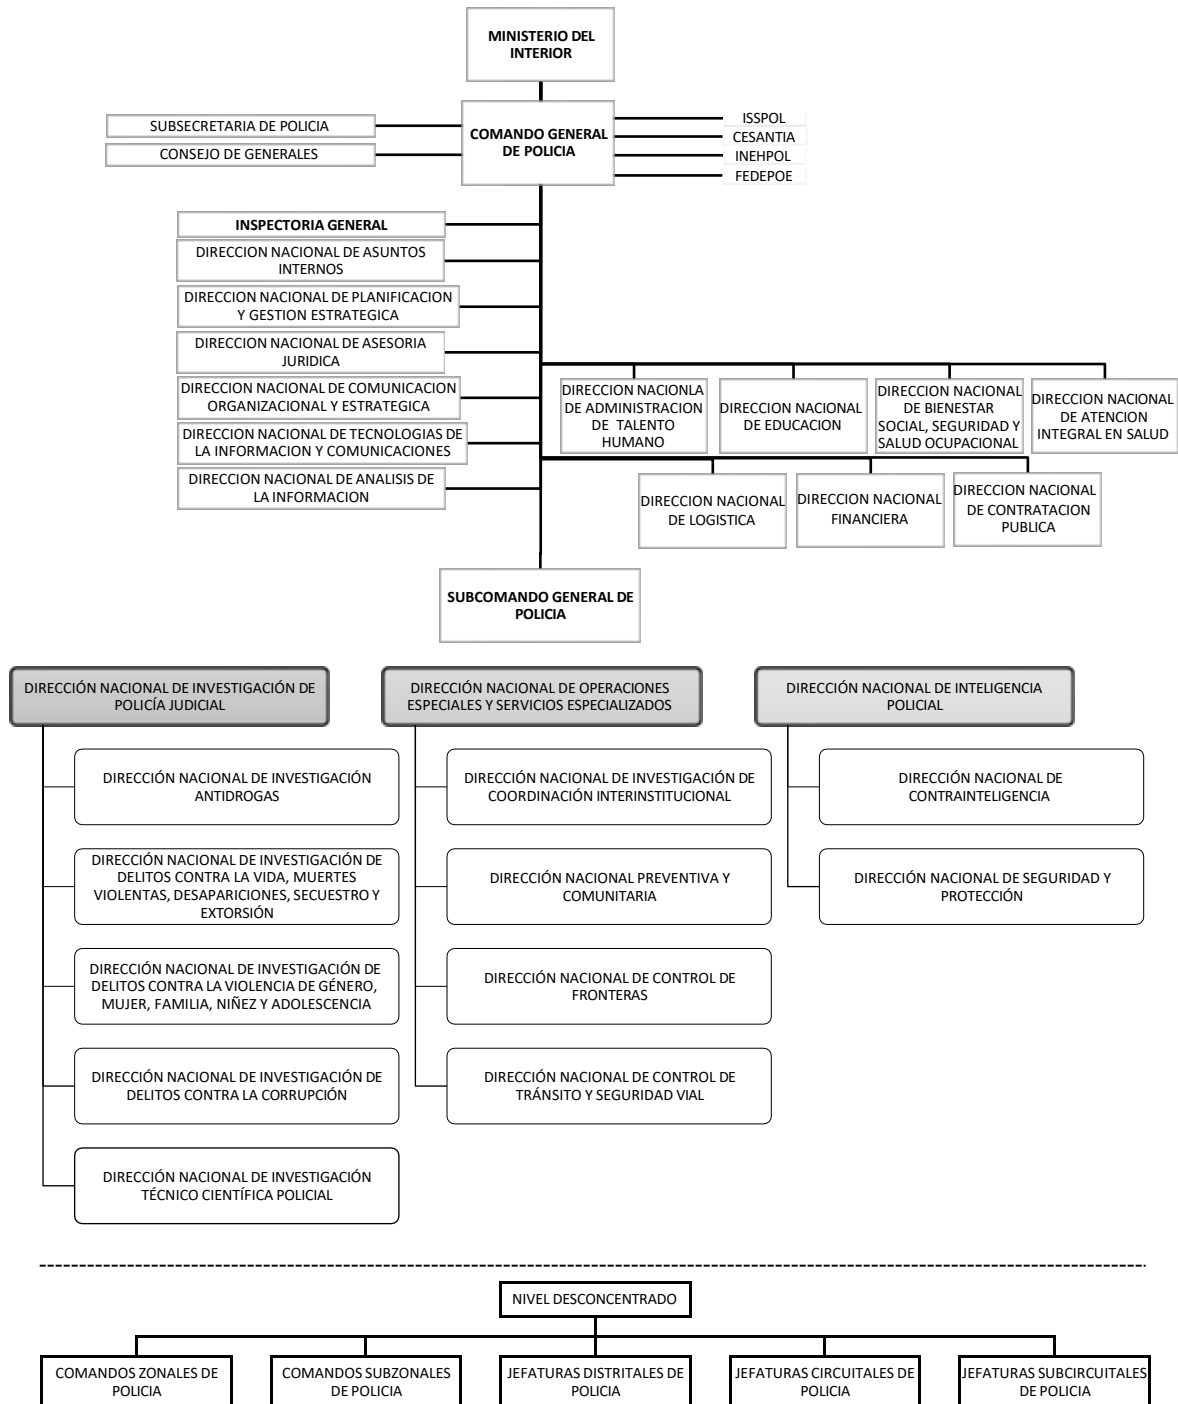 MINISTERIO DEL
INTERIOR
SUBSECRETARIA DE POLICIA
CONSEJO DE GENERALES
COMANDO GENERAL
DE POLICIA
ISSPOL
CESANTIA
INEHPOL
FEDEPOE
INSPECTORIA GENERAL
DIRECCION NACIONAL DE ASUNTOS
INTERNOS
DIRECCION NACIONAL DE PLANIFICACION
Y GESTION ESTRATEGICA
DIRECCION NACIONAL DE ASESORIA
JURIDICA
DIRECCION NACIONAL DE COMUNICACION
ORGANIZACIONAL Y ESTRATEGICA
DIRECCION NACIONAL DE TECNOLOGIAS DE
LA INFORMACION Y COMUNICACIONES
DIRECCION NACIONAL DE ANALISIS DE
LA INFORMACION
DIRECCION NACIONLA
DE ADMINISTRACION
DE TALENTO
HUMANO
DIRECCION NACIONAL
DE EDUCACION
DIRECCION NACIONAL
DE BIENESTAR
SOCIAL, SEGURIDAD Y
SALUD OCUPACIONAL
DIRECCION NACIONAL
DE ATENCION
INTEGRAL EN SALUD
DIRECCION NACIONAL
DE LOGISTICA
DIRECCION NACIONAL
FINANCIERA
DIRECCION NACIONAL
DE CONTRATACION
PUBLICA
SUBCOMANDO GENERAL DE
POLICIA
DIRECCIÓN NACIONAL DE INVESTIGACIÓN DE
POLICÍA JUDICIAL
DIRECCIÓN NACIONAL DE INVESTIGACIÓN
ANTIDROGAS
DIRECCIÓN NACIONAL DE INVESTIGACIÓN DE
DELITOS CONTRA LA VIDA, MUERTES
VIOLENTAS, DESAPARICIONES, SECUESTRO Y
EXTORSIÓN
DIRECCIÓN NACIONAL DE INVESTIGACIÓN DE
DELITOS CONTRA LA VIOLENCIA DE GÉNERO,
MUJER, FAMILIA, NIÑEZ Y ADOLESCENCIA
DIRECCIÓN NACIONAL DE INVESTIGACIÓN DE
DELITOS CONTRA LA CORRUPCIÓN
DIRECCIÓN NACIONAL DE INVESTIGACIÓN
TÉCNICO CIENTÍFICA POLICIAL
DIRECCIÓN NACIONAL DE OPERACIONES
ESPECIALES Y SERVICIOS ESPECIALIZADOS
DIRECCIÓN NACIONAL DE INVESTIGACIÓN DE
COORDINACIÓN INTERINSTITUCIONAL
DIRECCIÓN NACIONAL PREVENTIVA Y
COMUNITARIA
DIRECCIÓN NACIONAL DE CONTROL DE
FRONTERAS
DIRECCIÓN NACIONAL DE CONTROL DE
TRÁNSITO Y SEGURIDAD VIAL
DIRECCIÓN NACIONAL DE INTELIGENCIA
POLICIAL
DIRECCIÓN NACIONAL DE
CONTRAINTELIGENCIA
DIRECCIÓN NACIONAL DE SEGURIDAD Y
PROTECCIÓN
NIVEL DESCONCENTRADO
COMANDOS ZONALES DE
POLICIA
COMANDOS SUBZONALES
DE POLICIA
JEFATURAS DISTRITALES DE
POLICIA
JEFATURAS CIRCUITALES DE
POLICIA
JEFATURAS SUBCIRCUITALES
DE POLICIA